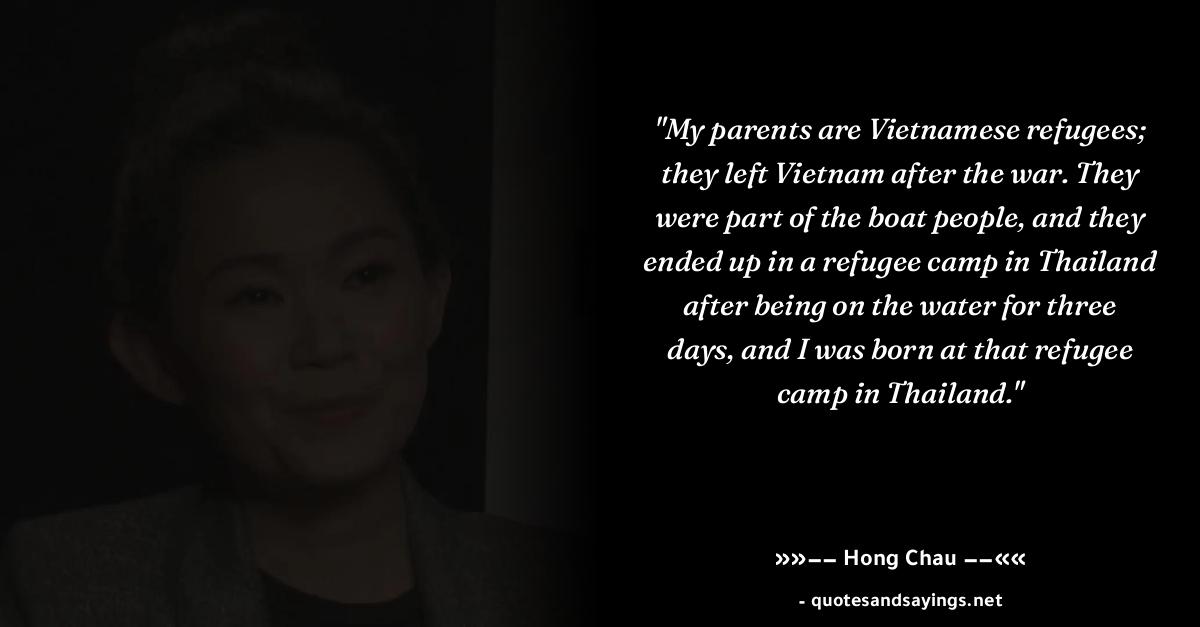 "My parents are Vietnamese refugees;
they left Vietnam after the war. They
were part of the boat people, and they
ended up in a refugee camp in Thailand
after being on the water for three
days, and I was born at that refugee
camp in Thailand."
»»–– Hong Chau ––««
- quotesandsayings.net